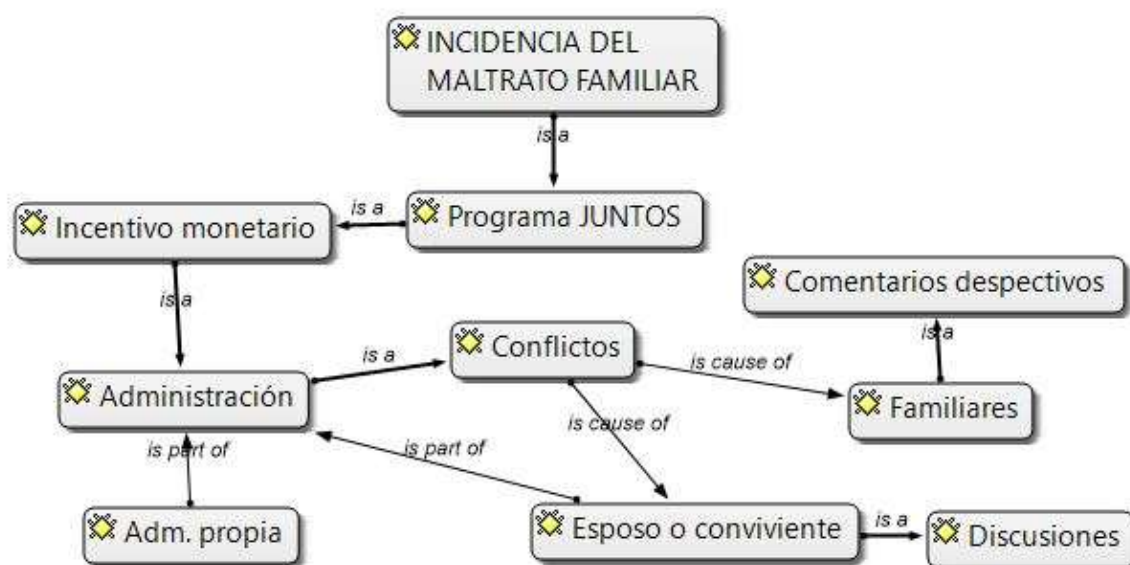 INCIDENCIA DEL
MALTRATO FAMILIAR
is a
Programa JUNTOS
is a
Incentivo monetario
is a
Comentarios despectivos
is a
Conflictos
is a
is cause of
Administración
Familiares
is cause of
is part of
is part of
Adm. propia
Esposo o conviviente
is a
Discusiones